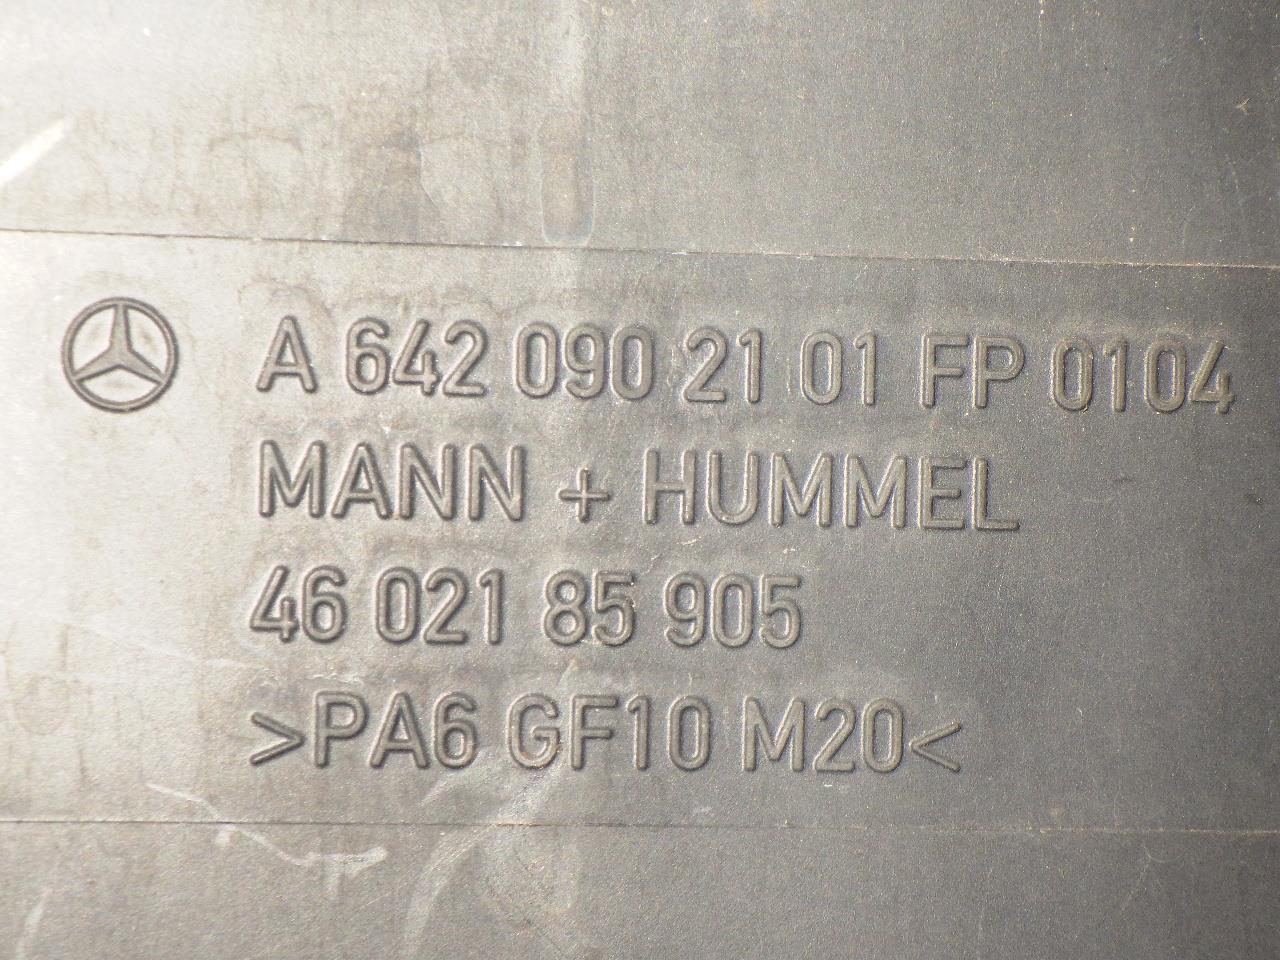 A 642 090 21 01 FP 0104
MANN + HUMMEL
46 021 85 905
>PA6 GF10 M20<